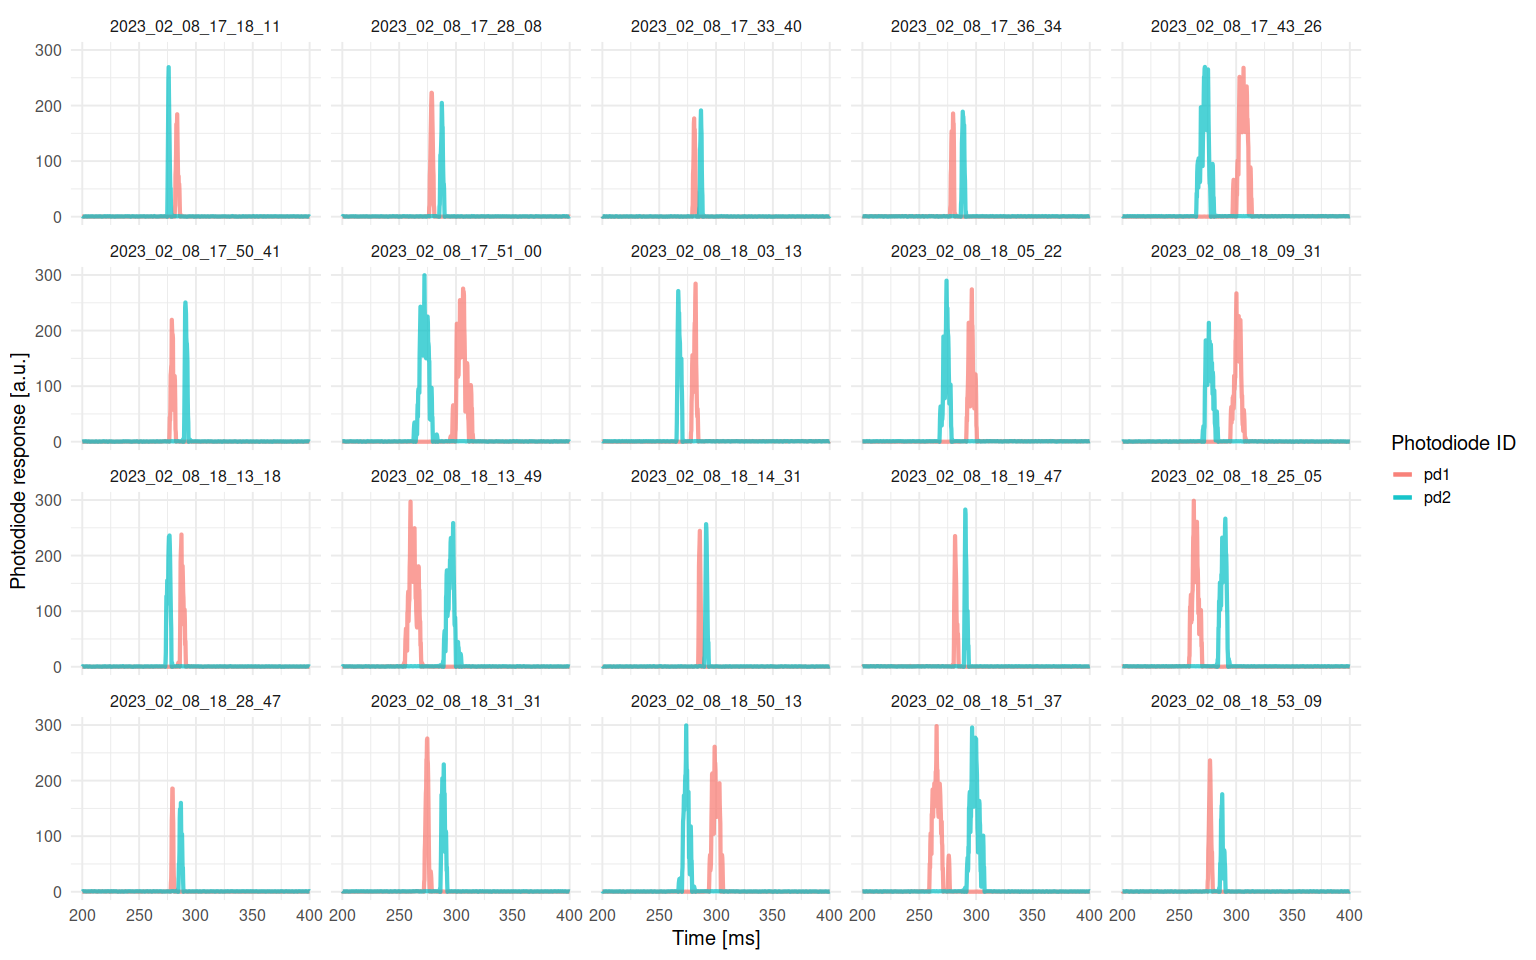 2023_02_08_17_18_11 2023_02_08_17_28_08 2023_02_08_17_33_40 2023_02_08_17_36_34 2023_02_08_17_43_26
300
200
100
0
2023_02_08_17_50_41 2023_02_08_17_51_00 2023_02_08_18_03_13 2023_02_08_18_05_22 2023_02_08_18_09_31
300
200
100
0
2023_02_08_18_13_18 2023_02_08_18_13_49 2023_02_08_18_14_31 2023_02_08_18_19_47 2023_02_08_18_25_05
300
200
100
0
2023_02_08_18_28_47 2023_02_08_18_31_31 2023_02_08_18_50_13 2023_02_08_18_51_37 2023_02_08_18_53_09
300
200
100
0
200 250 300 350 400 200 250 300 350 400 200 250 300 350 400 200 250 300 350 400 200 250 300 350 400
Time [ms]
Photodiode response [a.u.]
Photodiode ID
pd1
pd2